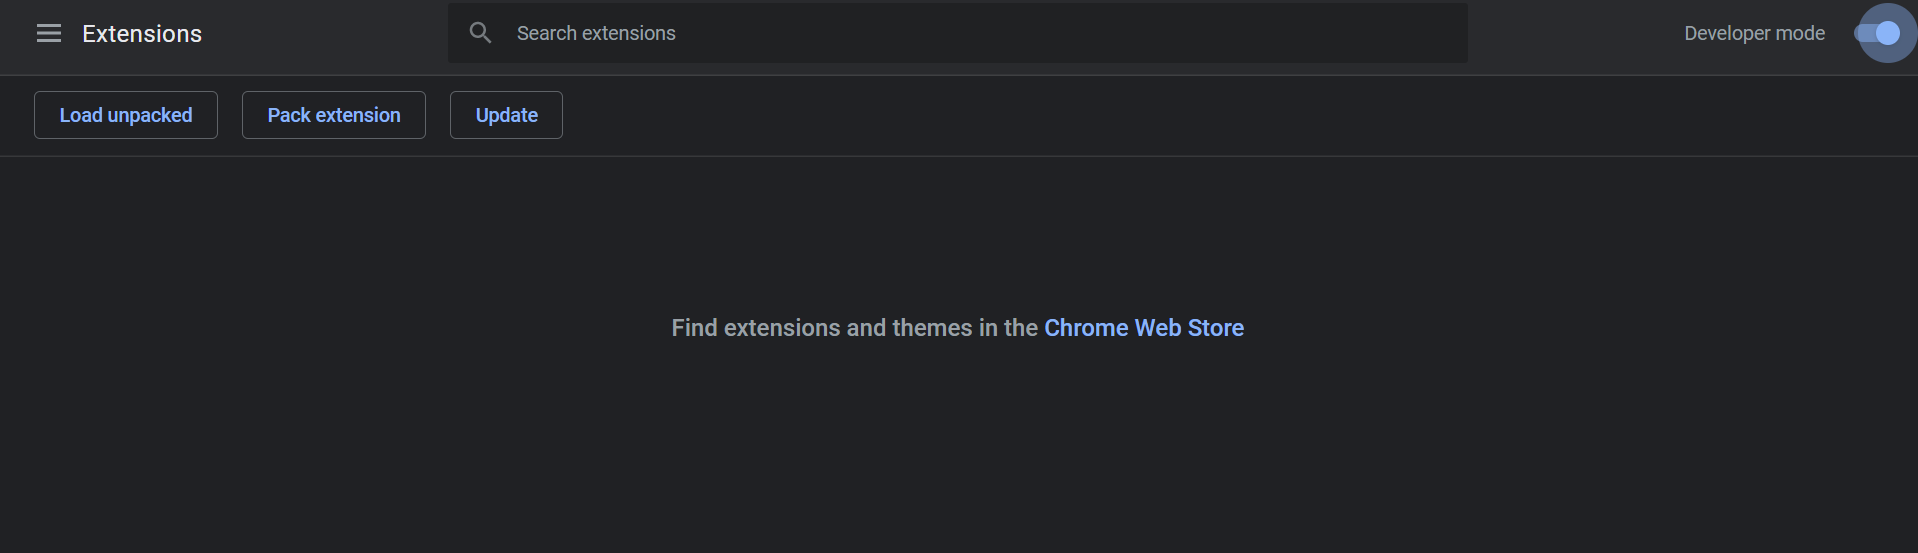 Extensions
Search extensions
Developer mode
Load unpacked
Pack extension
Update
Find extensions and themes in the Chrome Web Store